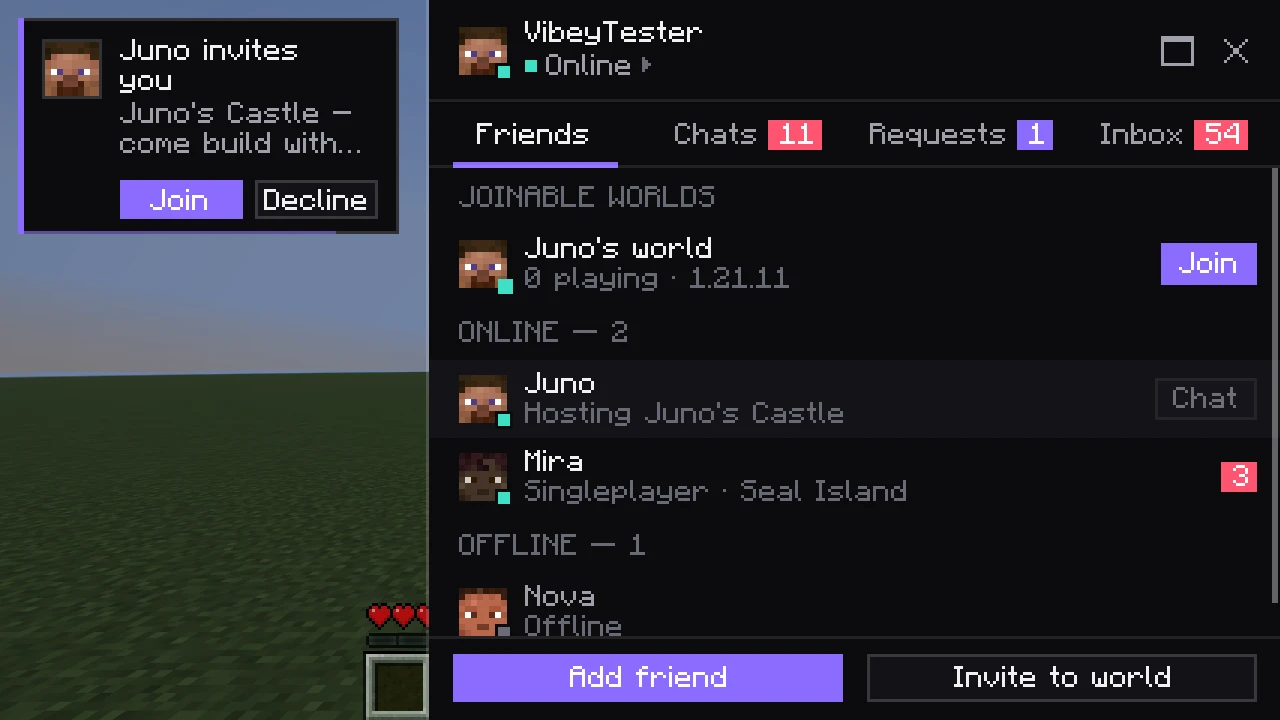 Juno invites
you
Juno's Castle —
come build with...
Join
Decline
VibeyTester
Online
Friends
Chats 11
Requests 1
Inbox 54
JOINABLE WORLDS
Juno's world
0 playing · 1.21.11
Join
ONLINE — 2
Juno
Hosting Juno's Castle
Chat
Mira
Singleplayer · Seal Island
3
OFFLINE — 1
Nova
Offline
Add friend
Invite to world